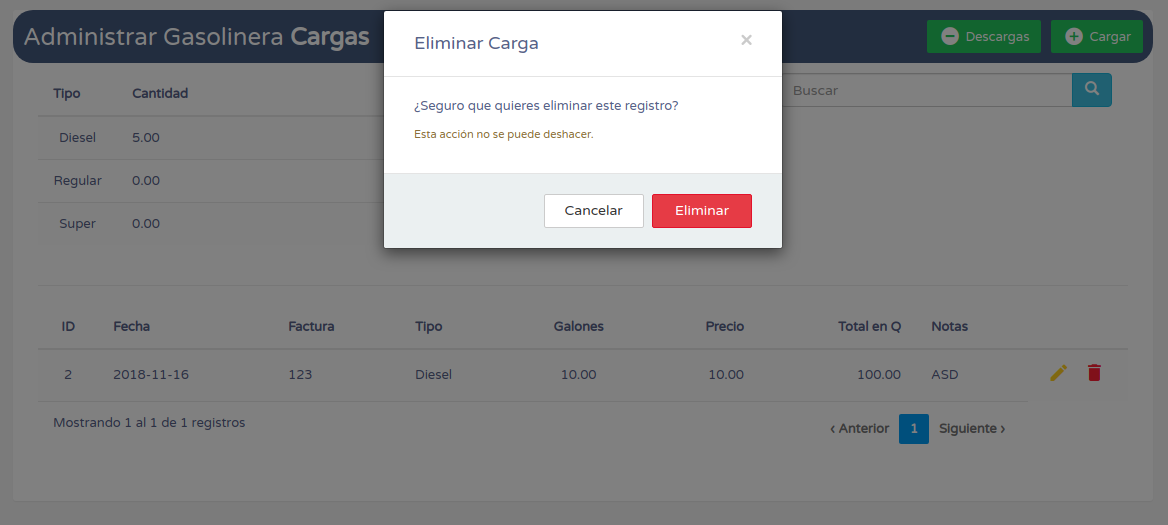 Administrar Gasolinera Cargas
Descargas
Cargar
Eliminar Carga
×
¿Seguro que quieres eliminar este registro?
Esta acción no se puede deshacer.
Cancelar
Eliminar
Buscar
Tipo Cantidad
Diesel 5.00
Regular 0.00
Super 0.00
ID Fecha Factura Tipo Galones Precio Total en Q Notas
2 2018-11-16 123 Diesel 10.00 10.00 100.00 ASD
Mostrando 1 al 1 de 1 registros
‹ Anterior 1 Siguiente ›